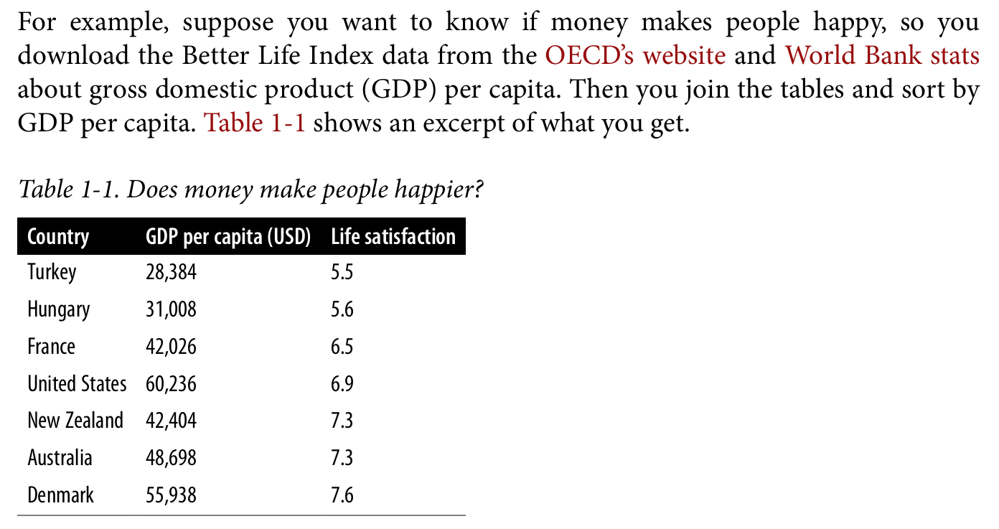 For example, suppose you want to know if money makes people happy, so you
download the Better Life Index data from the OECD’s website and World Bank stats
about gross domestic product (GDP) per capita. Then you join the tables and sort by
GDP per capita. Table 1-1 shows an excerpt of what you get.
Table 1-1. Does money make people happier?
Country GDP per capita (USD) Life satisfaction
Turkey 28,384 5.5
Hungary 31,008 5.6
France 42,026 6.5
United States 60,236 6.9
New Zealand 42,404 7.3
Australia 48,698 7.3
Denmark 55,938 7.6